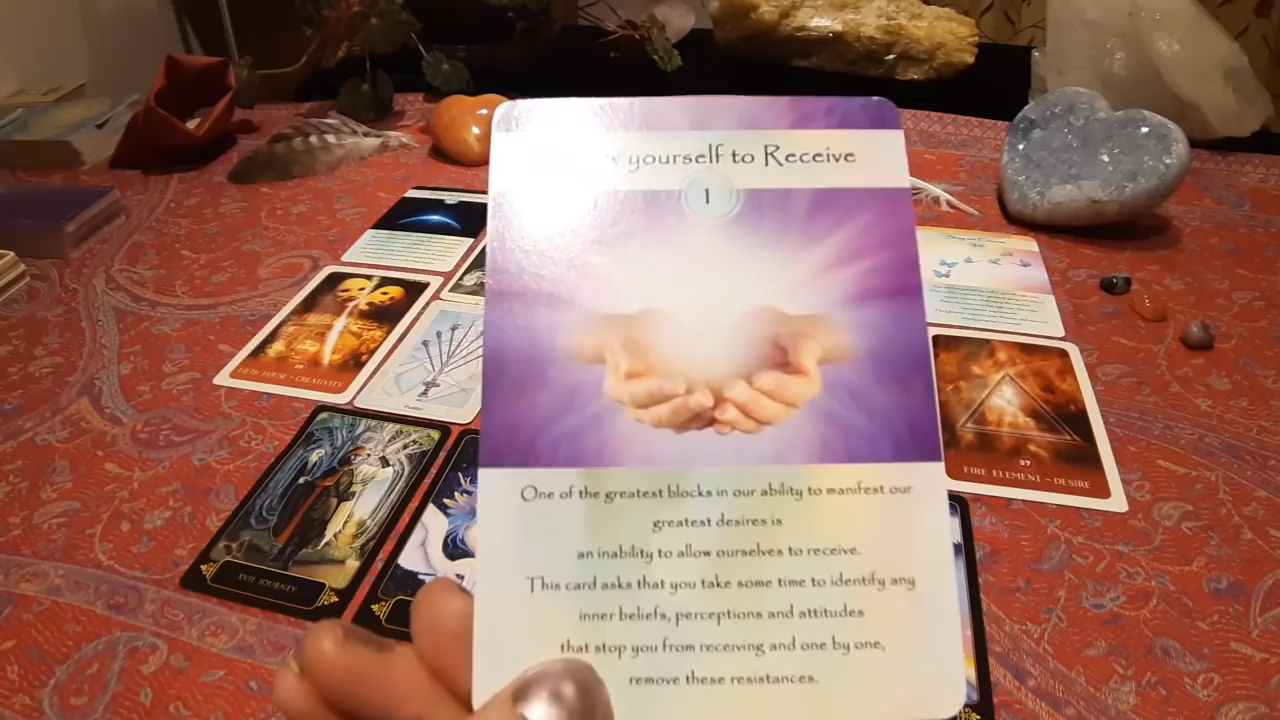 yourself to Receive
1
One of the greatest blocks in our ability to manifest our
greatest desires is
an inability to allow ourselves to receive.
This card asks that you take some time to identify any
inner beliefs, perceptions and attitudes
that stop you from receiving and one by one,
remove these resistances.
FIFTH HOUSE ~ CREATIVITY
XVII JOURNEY
37
FIRE ELEMENT ~ DESIRE